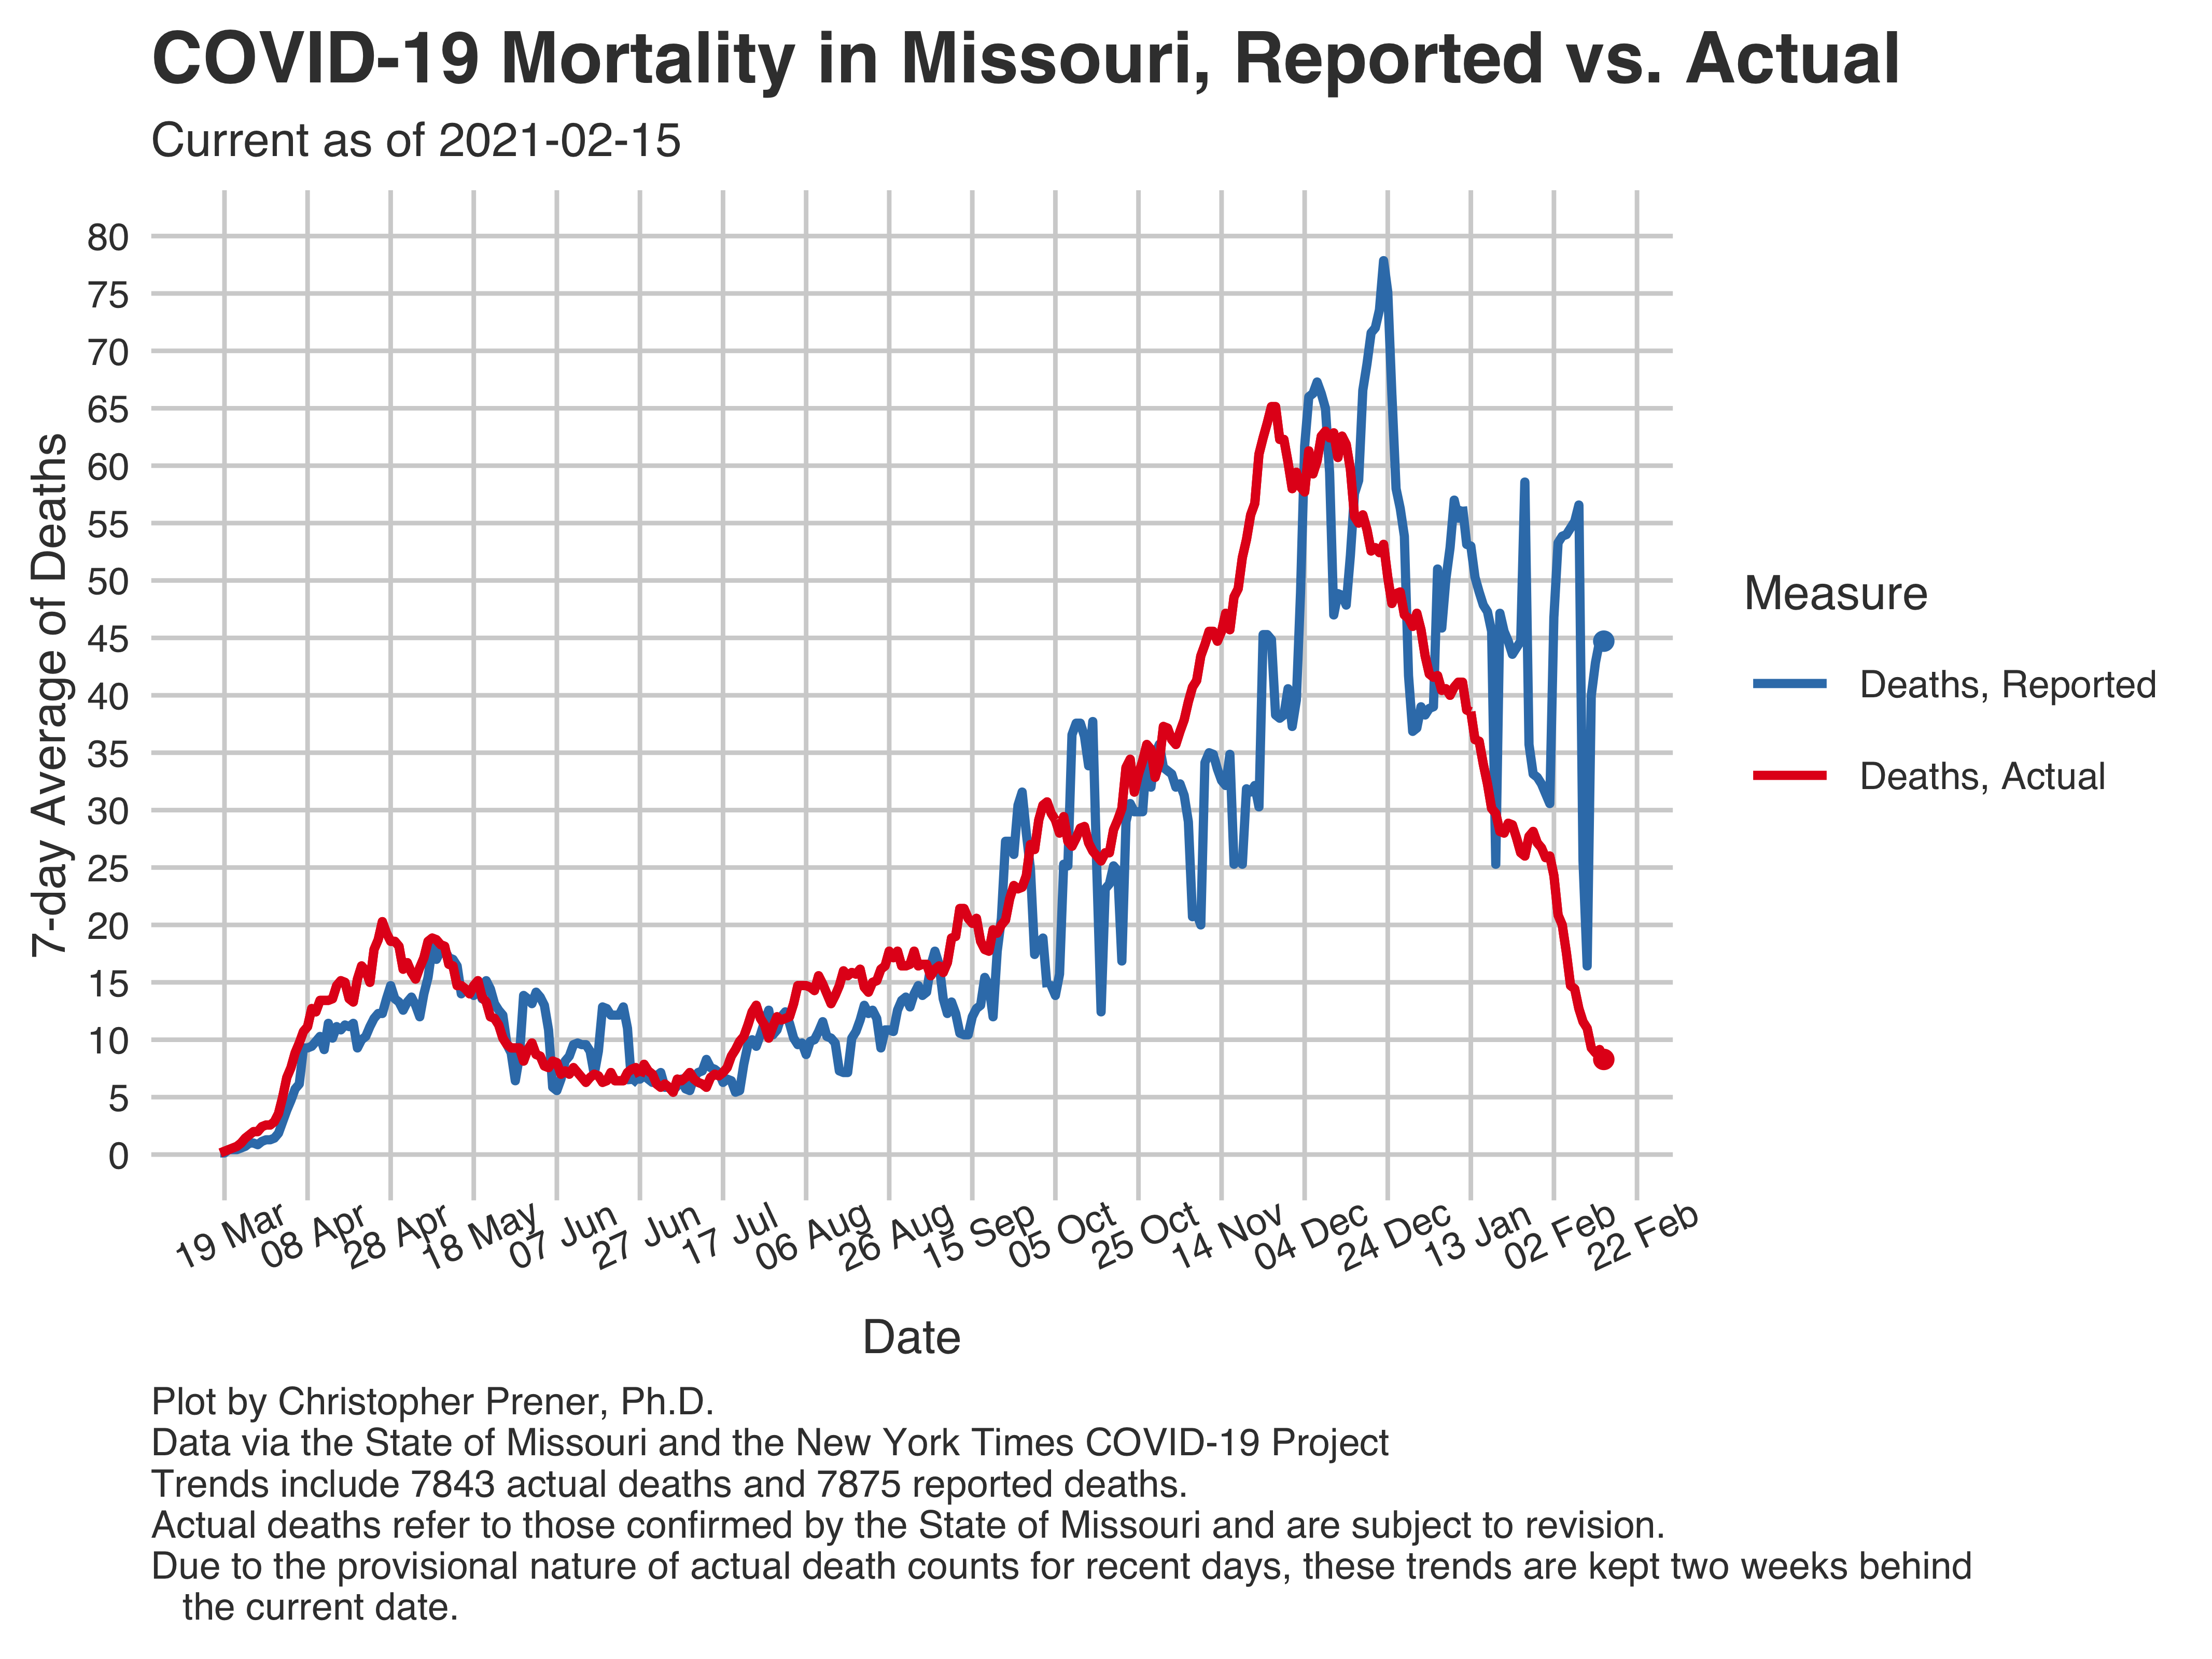 COVID-19 Mortality in Missouri, Reported vs. Actual
Current as of 2021-02-15
80
75
70
65
60
55
50
45
40
35
30
25
20
15
10
5
0
7-day Average of Deaths
19 Mar
08 Apr
28 Apr
18 May
07 Jun
27 Jun
17 Jul
06 Aug
26 Aug
15 Sep
05 Oct
25 Oct
14 Nov
04 Dec
24 Dec
13 Jan
02 Feb
22 Feb
Date
Measure
Deaths, Reported
Deaths, Actual
Plot by Christopher Prener, Ph.D.
Data via the State of Missouri and the New York Times COVID-19 Project
Trends include 7843 actual deaths and 7875 reported deaths.
Actual deaths refer to those confirmed by the State of Missouri and are subject to revision.
Due to the provisional nature of actual death counts for recent days, these trends are kept two weeks behind
the current date.